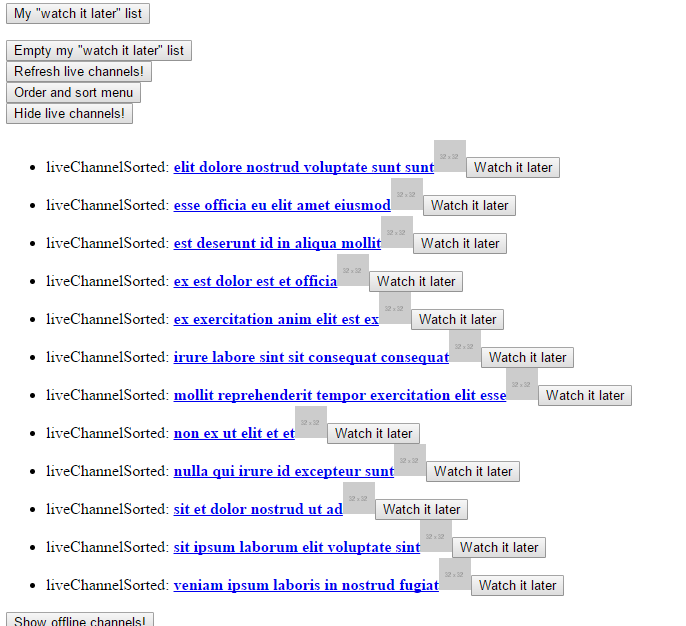 My "watch it later" list
Empty my "watch it later" list
Refresh live channels!
Order and sort menu
Hide live channels!
liveChannelSorted: elit dolore nostrud voluptate sunt sunt 32 x 32 Watch it later
liveChannelSorted: esse officia eu elit amet eiusmod 32 x 32 Watch it later
liveChannelSorted: est deserunt id in aliqua mollit 32 x 32 Watch it later
liveChannelSorted: ex est dolor est et officia 32 x 32 Watch it later
liveChannelSorted: ex exercitation anim elit est ex 32 x 32 Watch it later
liveChannelSorted: irure labore sint sit consequat consequat 32 x 32 Watch it later
liveChannelSorted: mollit reprehenderit tempor exercitation elit esse 32 x 32 Watch it later
liveChannelSorted: non ex ut elit et et 32 x 32 Watch it later
liveChannelSorted: nulla qui irure id excepteur sunt 32 x 32 Watch it later
liveChannelSorted: sit et dolor nostrud ut ad 32 x 32 Watch it later
liveChannelSorted: sit ipsum laborum elit voluptate sint 32 x 32 Watch it later
liveChannelSorted: veniam ipsum laboris in nostrud fugiat 32 x 32 Watch it later
Show offline channels!